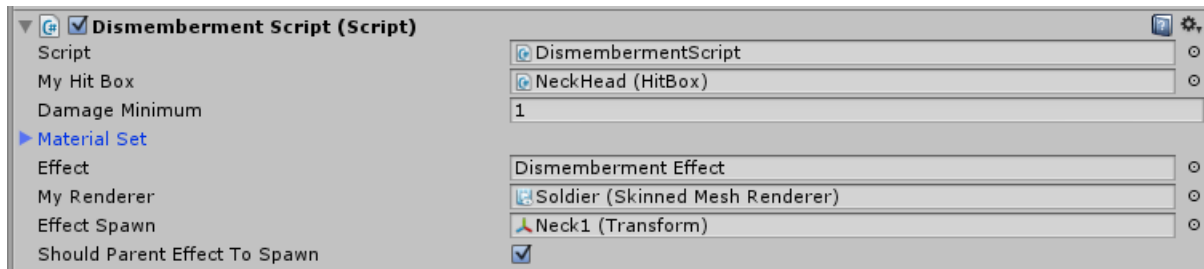 Dismemberment Script (Script)
Script DismembermentScript
My Hit Box NeckHead (HitBox)
Damage Minimum 1
Material Set
Effect Dismemberment Effect
My Renderer Soldier (Skinned Mesh Renderer)
Effect Spawn Neck1 (Transform)
Should Parent Effect To Spawn